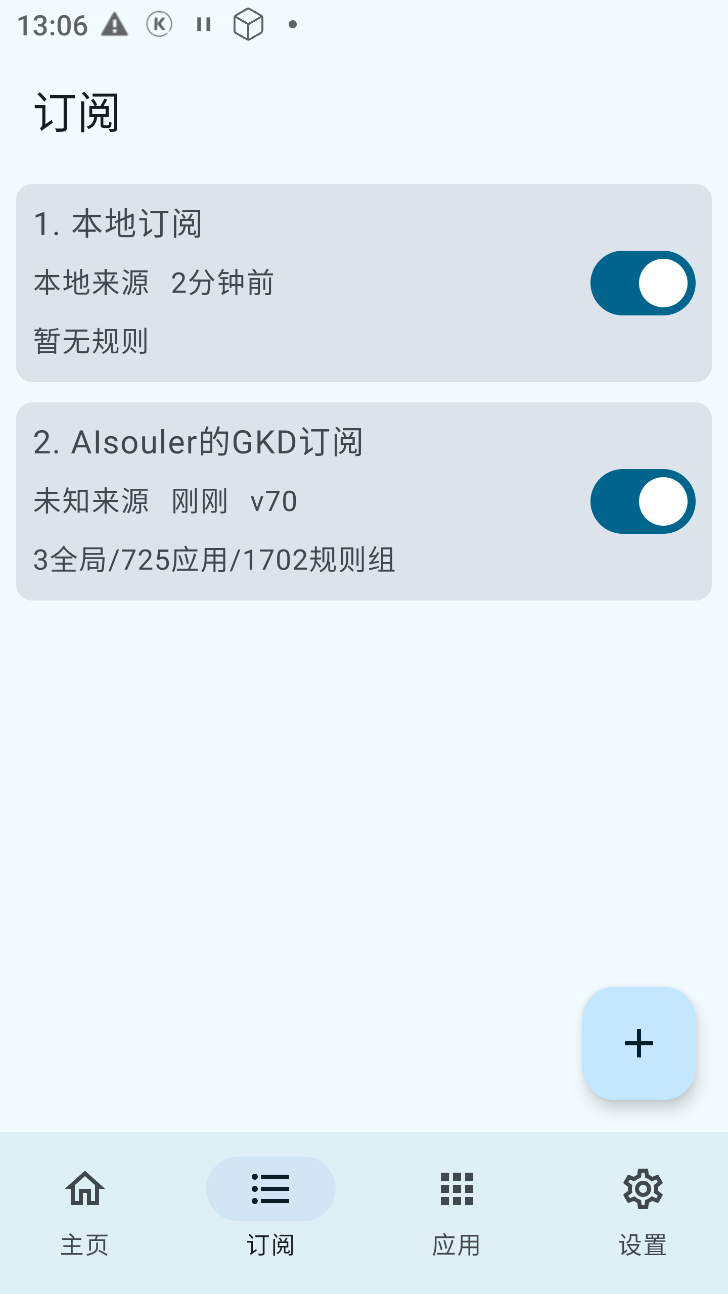 13:06
订阅
1. 本地订阅
本地来源 2分钟前
暂无规则
2. AIsouler的GKD订阅
未知来源 刚刚 v70
3全局/725应用/1702规则组
主页 订阅 应用 设置